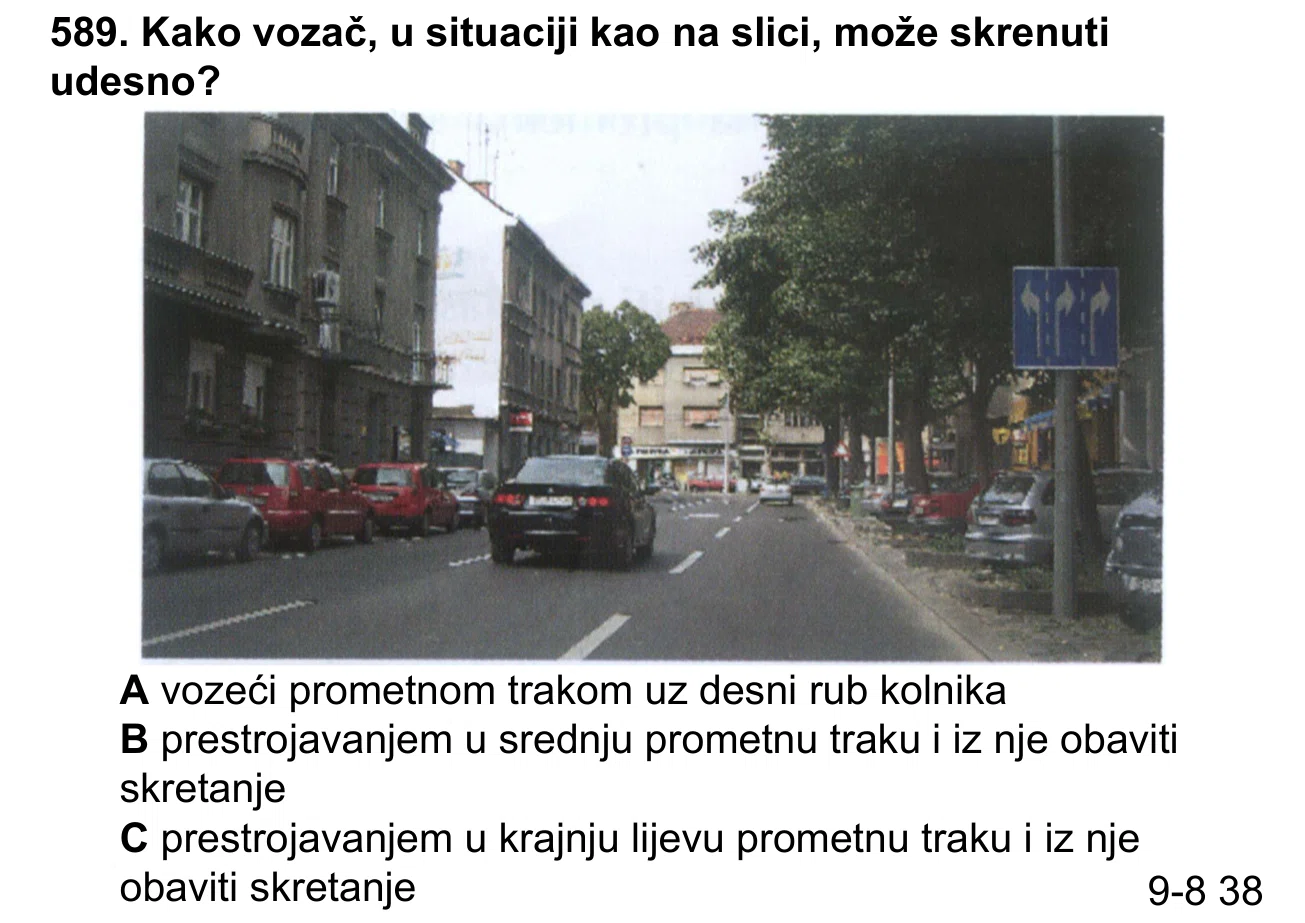 589. Kako vozač, u situaciji kao na slici, može skrenuti
udesno?
A vozeći prometnom trakom uz desni rub kolnika
B prestrojavanjem u srednju prometnu traku i iz nje obaviti
skretanje
C prestrojavanjem u krajnju lijevu prometnu traku i iz nje
obaviti skretanje
9-8 38